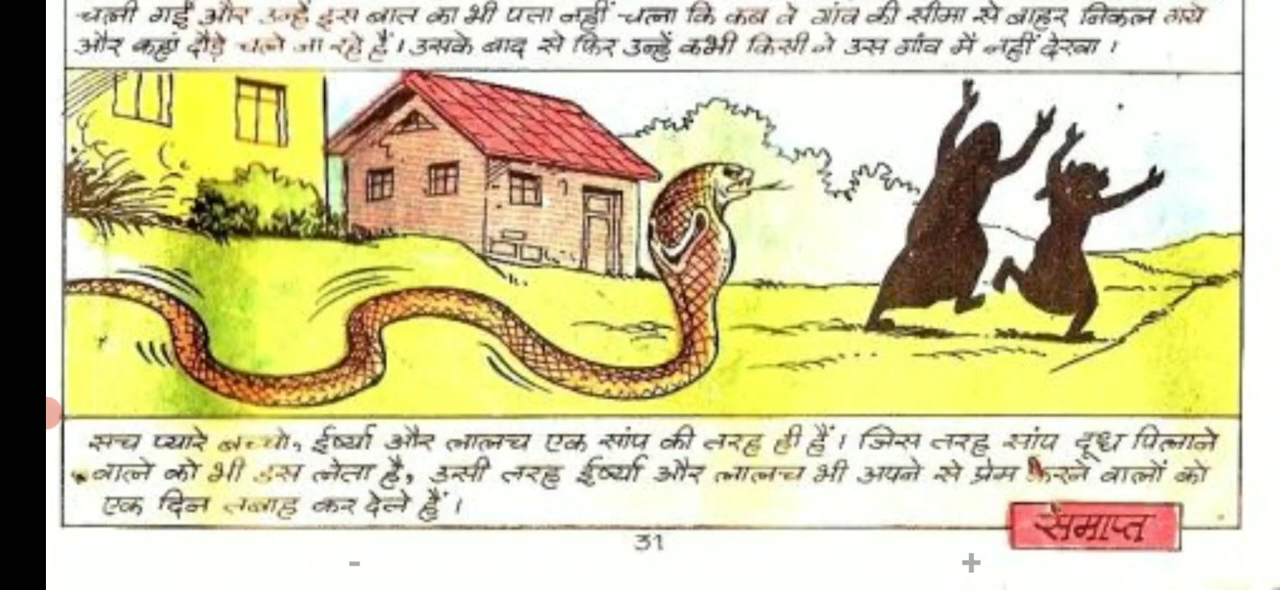 चली गईं और उन्हें इस बात का भी पता नहीं चला कि कब वे गांव की सीमा से बाहर निकल गये
और कहां दौड़े चले जा रहे हैं। उसके बाद से फिर उन्हें कभी किसी ने उस गांव में नहीं देखा।
सच प्यारे बच्चो, ईर्ष्या और लालच एक सांप की तरह ही हैं। जिस तरह सांप दूध पिलाने
वाले को भी डस लेता है, उसी तरह ईर्ष्या और लालच भी अपने से प्रेम करने वालों को
एक दिन तबाह कर देते हैं।
समाप्त
31
- +